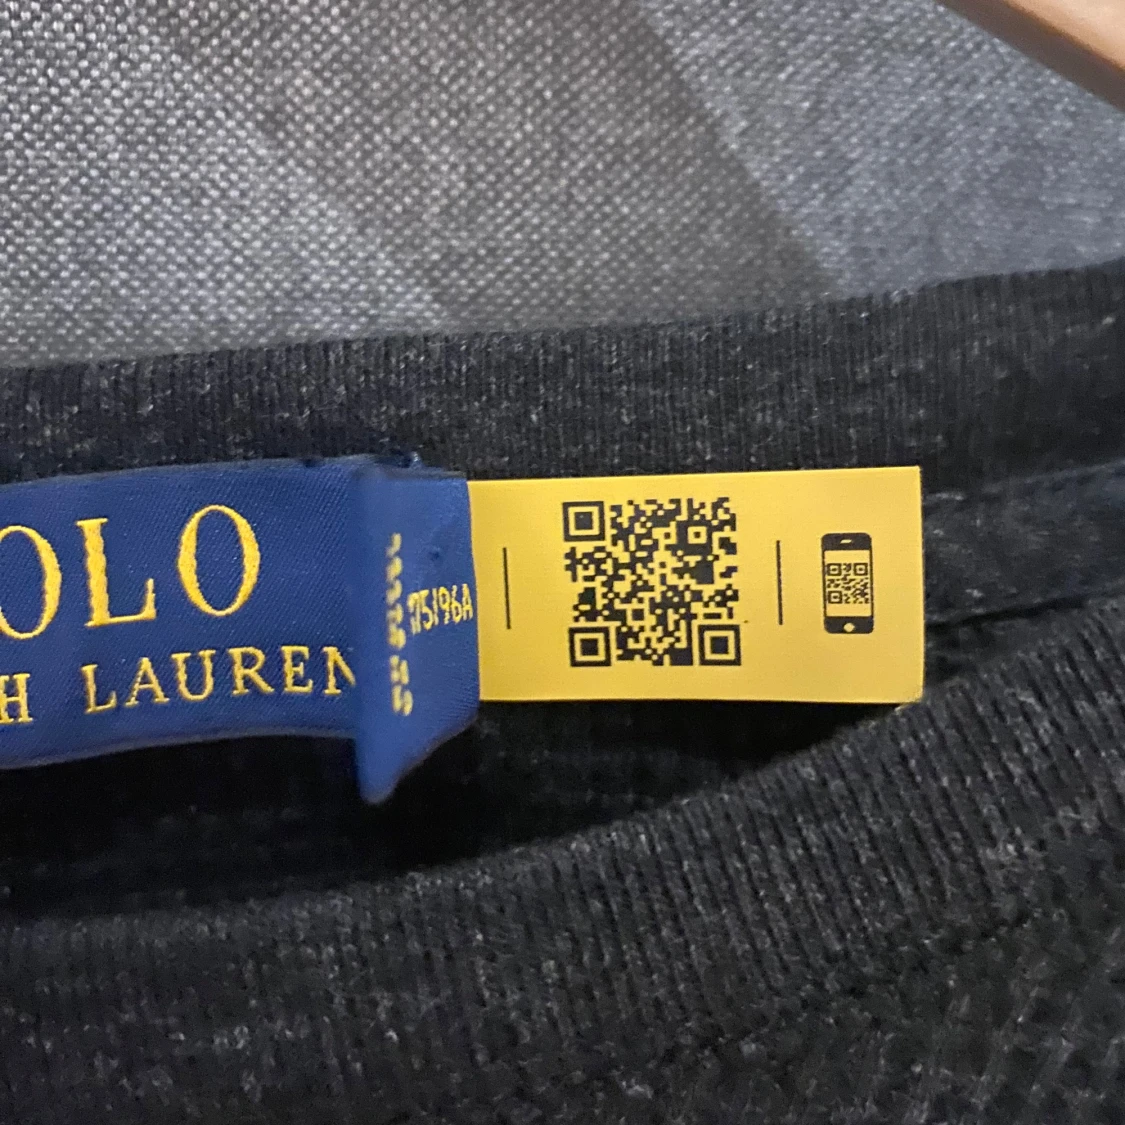 OLO
H LAUREN
175/96A